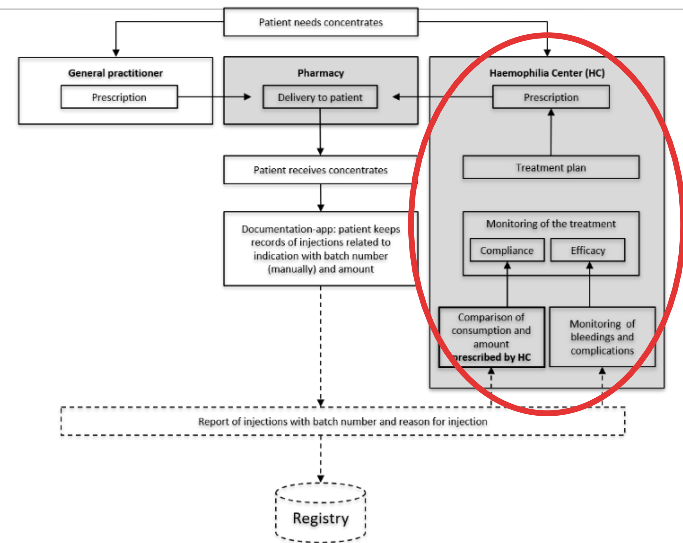 Patient needs concentrates
General practitioner
Prescription
Pharmacy
Delivery to patient
Haemophilia Center (HC)
Prescription
Patient receives concentrates
Treatment plan
Documentation-app: patient keeps
records of injections related to
indication with batch number
(manually) and amount
Monitoring of the treatment
Compliance
Efficacy
Comparison of
consumption and
amount
prescribed by HC
Monitoring of
bleedings and
complications
Report of injections with batch number and reason for injection
Registry